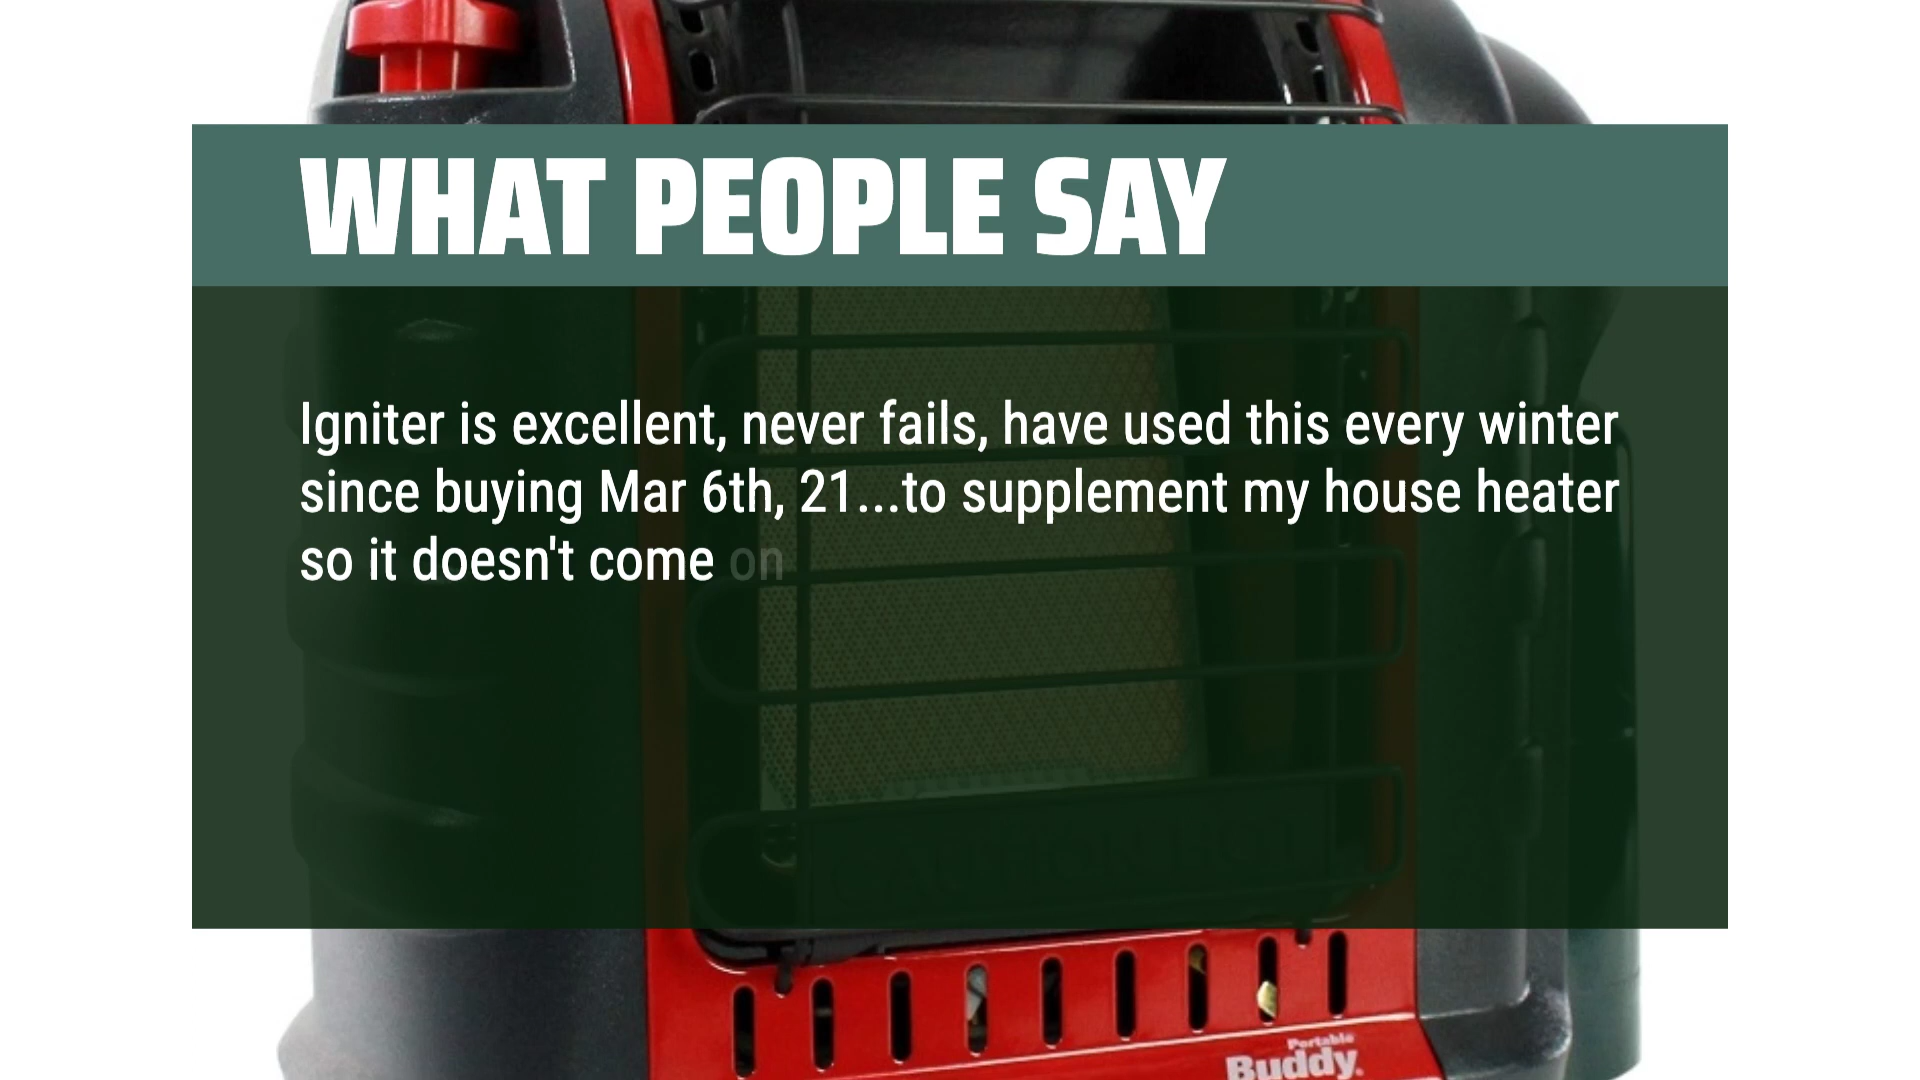 WHAT PEOPLE SAY
Igniter is excellent, never fails, have used this every winter
since buying Mar 6th, 21...to supplement my house heater
so it doesn't come on
Portable
Buddy.